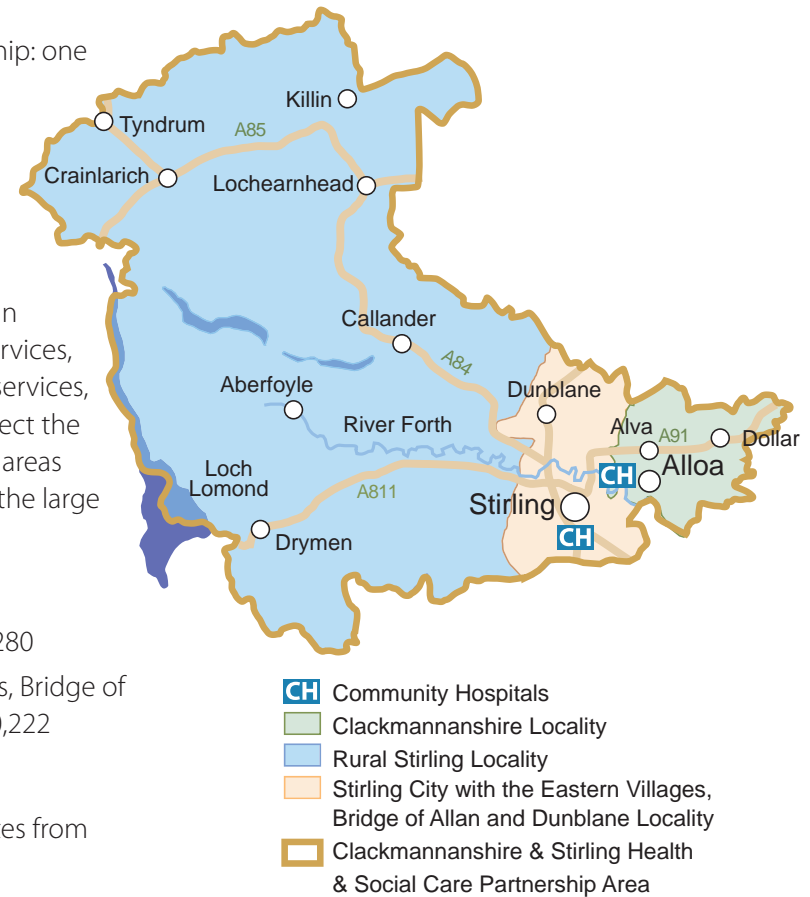 hip: one
n
rvices,
services,
ect the
areas
the large
280
s, Bridge of
0,222
tes from
Killin
Tyndrum
A85
Crainlarich
Lochearnhead
Callander
A84
Aberfoyle
Dunblane
River Forth
Alva
A91
Dollar
Alloa
CH
Loch
Lomond
A811
Stirling
CH
Drymen
CH Community Hospitals
Clackmannanshire Locality
Rural Stirling Locality
Stirling City with the Eastern Villages,
Bridge of Allan and Dunblane Locality
Clackmannanshire & Stirling Health
& Social Care Partnership Area